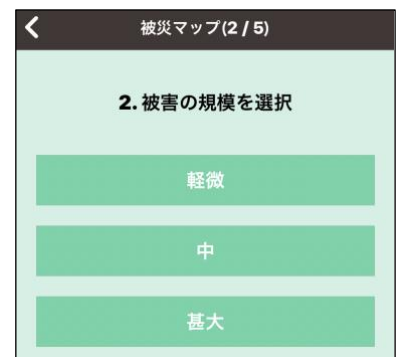 被災マップ(2 / 5)
2. 被害の規模を選択
軽微
中
甚大